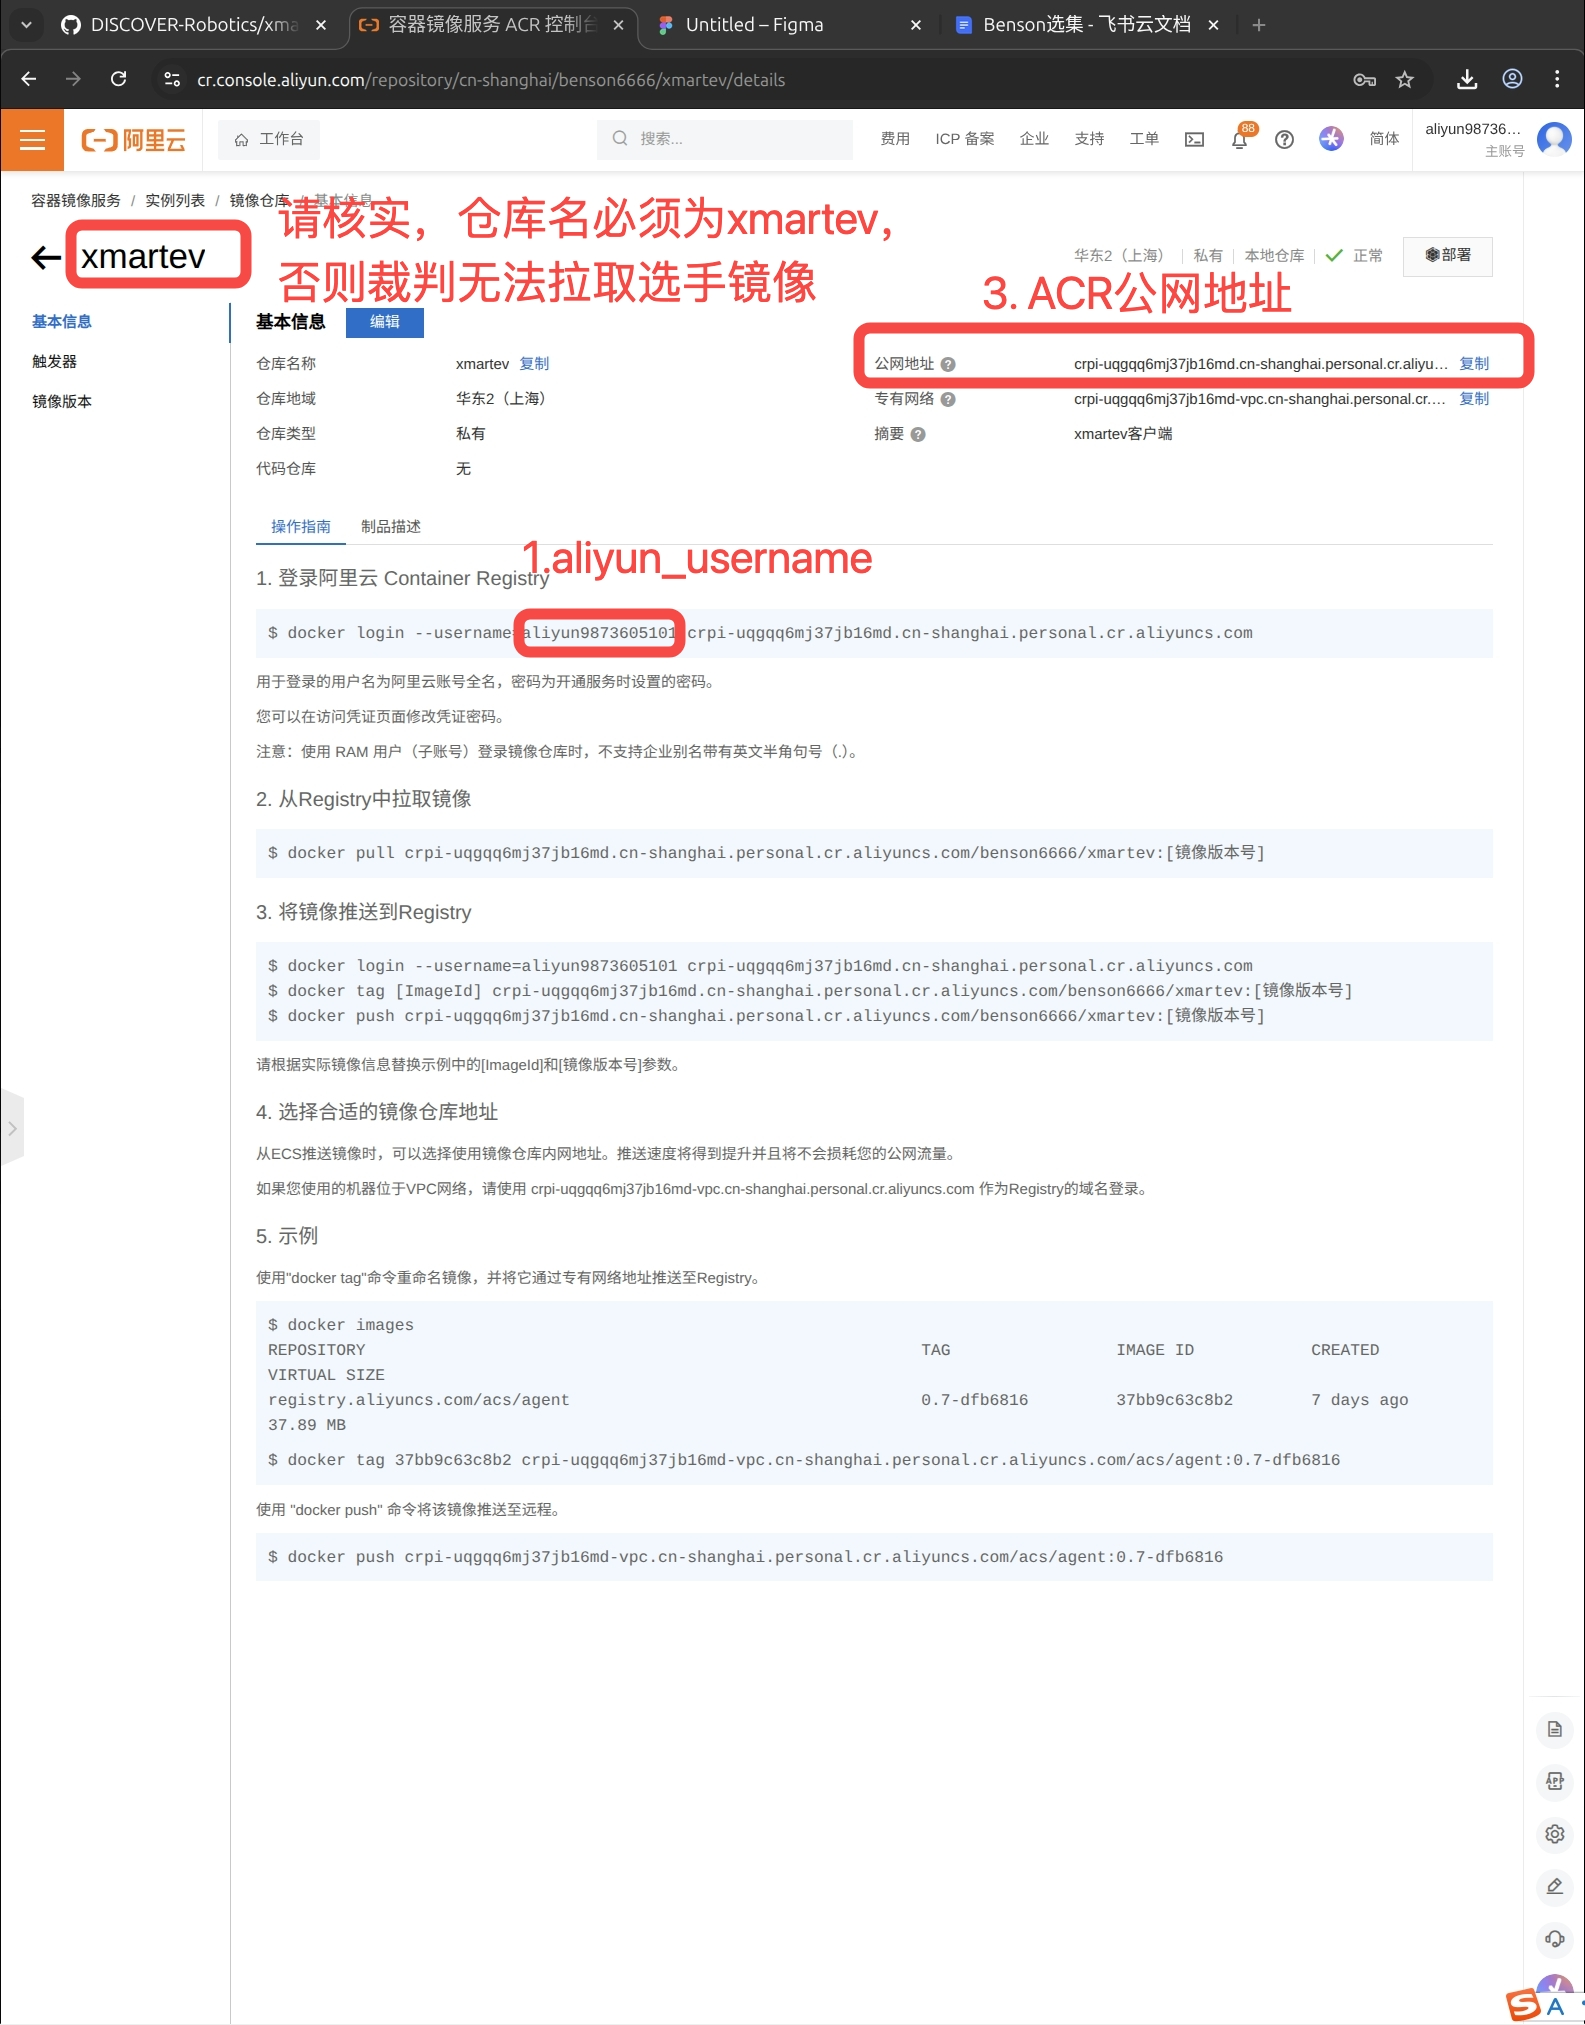 DISCOVER-Robotics/xma
容器镜像服务 ACR 控制台
Untitled – Figma
Benson选集 - 飞书云文档
cr.console.aliyun.com/repository/cn-shanghai/benson6666/xmartev/details
阿里云
工作台
搜索...
费用
ICP 备案
企业
支持
工单
88
简体
aliyun98736...
主账号
容器镜像服务 / 实例列表 / 镜像仓库 / 基本信息
请核实，仓库名必须为xmartev，
否则裁判无法拉取选手镜像
xmartev
华东2（上海）
私有
本地仓库
正常
部署
3. ACR公网地址
基本信息
触发器
镜像版本
基本信息
编辑
仓库名称 xmartev 复制
公网地址 crpi-uqgqq6mj37jb16md.cn-shanghai.personal.cr.aliyu... 复制
仓库地域 华东2（上海）
专有网络 crpi-uqgqq6mj37jb16md-vpc.cn-shanghai.personal.cr.... 复制
仓库类型 私有
摘要 xmartev客户端
代码仓库 无
操作指南 制品描述
1.aliyun_username
1. 登录阿里云 Container Registry
$ docker login --username=aliyun9873605101 crpi-uqgqq6mj37jb16md.cn-shanghai.personal.cr.aliyuncs.com
用于登录的用户名为阿里云账号全名，密码为开通服务时设置的密码。
您可以在访问凭证页面修改凭证密码。
注意：使用 RAM 用户（子账号）登录镜像仓库时，不支持企业别名带有英文半角句号（.）。
2. 从Registry中拉取镜像
$ docker pull crpi-uqgqq6mj37jb16md.cn-shanghai.personal.cr.aliyuncs.com/benson6666/xmartev:[镜像版本号]
3. 将镜像推送到Registry
$ docker login --username=aliyun9873605101 crpi-uqgqq6mj37jb16md.cn-shanghai.personal.cr.aliyuncs.com
$ docker tag [ImageId] crpi-uqgqq6mj37jb16md.cn-shanghai.personal.cr.aliyuncs.com/benson6666/xmartev:[镜像版本号]
$ docker push crpi-uqgqq6mj37jb16md.cn-shanghai.personal.cr.aliyuncs.com/benson6666/xmartev:[镜像版本号]
请根据实际镜像信息替换示例中的[ImageId]和[镜像版本号]参数。
4. 选择合适的镜像仓库地址
从ECS推送镜像时，可以选择使用镜像仓库内网地址。推送速度将得到提升并且将不会损耗您的公网流量。
如果您使用的机器位于VPC网络，请使用 crpi-uqgqq6mj37jb16md-vpc.cn-shanghai.personal.cr.aliyuncs.com 作为Registry的域名登录。
5. 示例
使用"docker tag"命令重命名镜像，并将它通过专有网络地址推送至Registry。
$ docker images
REPOSITORY TAG IMAGE ID CREATED
VIRTUAL SIZE
registry.aliyuncs.com/acs/agent 0.7-dfb6816 37bb9c63c8b2 7 days ago
37.89 MB
$ docker tag 37bb9c63c8b2 crpi-uqgqq6mj37jb16md-vpc.cn-shanghai.personal.cr.aliyuncs.com/acs/agent:0.7-dfb6816
使用 "docker push" 命令将该镜像推送至远程。
$ docker push crpi-uqgqq6mj37jb16md-vpc.cn-shanghai.personal.cr.aliyuncs.com/acs/agent:0.7-dfb6816
APP
S A